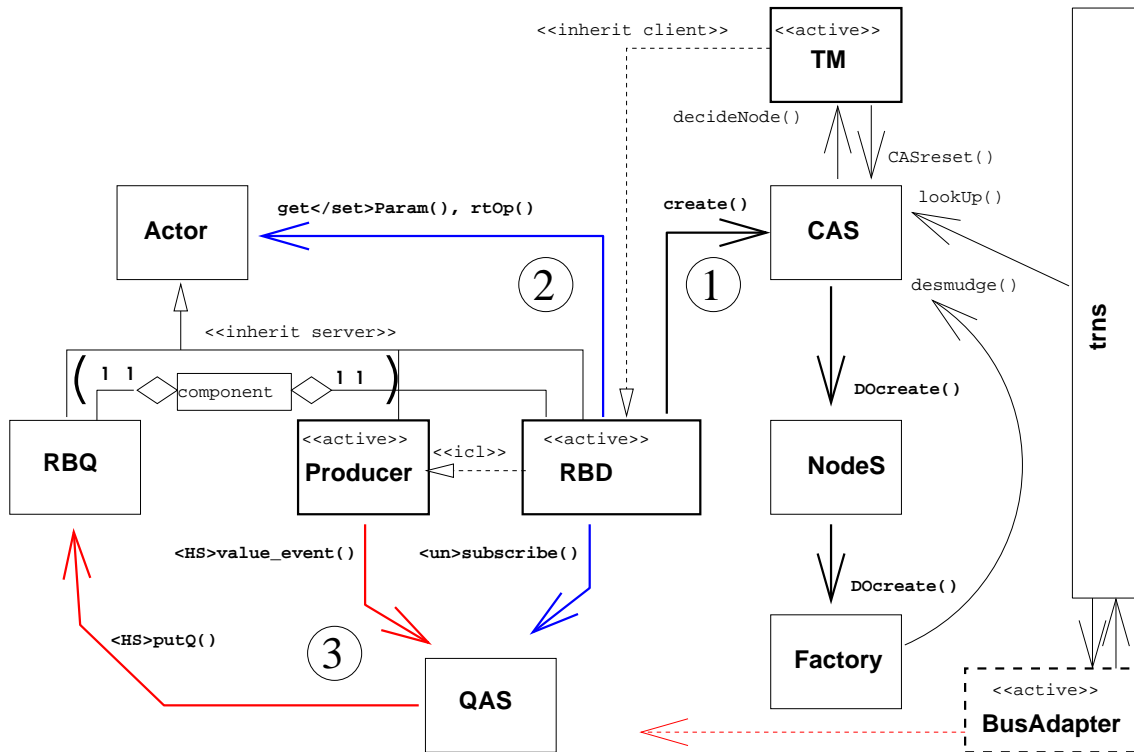 <<inherit client>>
<<active>>
TM
decideNode()
CASreset()
get</set>Param(), rtOp()
create()
lookUp()
Actor
CAS
2
1
desmudge()
<<inherit server>>
trns
( 1 1
component
1 1 )
DOcreate()
<<active>>
<<icl>>
<<active>>
RBQ
Producer
RBD
NodeS
<HS>value_event()
<un>subscribe()
DOcreate()
<HS>putQ()
3
Factory
QAS
<<active>>
BusAdapter